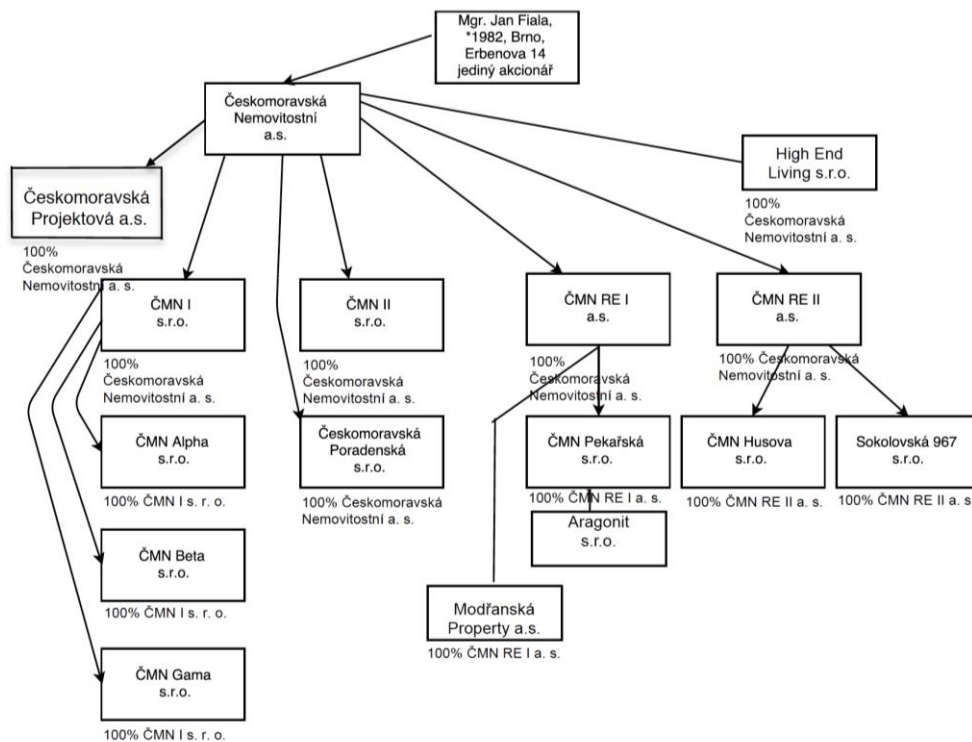 Mgr. Jan Fiala,
*1982, Brno,
Erbenova 14
jediný akcionář
Českomoravská
Nemovitostní
a.s.
High End
Living s.r.o.
100%
Českomoravská
Nemovitostní a. s.
Českomoravská
Projektová a.s.
100%
Českomoravská
Nemovitostní a. s.
ČMN I
s.r.o.
100%
Českomoravská
Nemovitostní a. s.
ČMN II
s.r.o.
100%
Českomoravská
Nemovitostní a. s.
ČMN RE I
a.s.
100%
Českomoravská
Nemovitostní a. s.
ČMN RE II
a.s.
100% Českomoravská
Nemovitostní a. s.
ČMN Alpha
s.r.o.
100% ČMN I s. r. o.
Českomoravská
Poradenská
s.r.o.
100% Českomoravská
Nemovitostní a. s.
ČMN Pekařská
s.r.o.
100% ČMN RE I a. s.
ČMN Husova
s.r.o.
100% ČMN RE II a. s.
Sokolovská 967
s.r.o.
100% ČMN RE II a. s.
Aragonit
s.r.o.
ČMN Beta
s.r.o.
100% ČMN I s. r. o.
Modřanská
Property a.s.
100% ČMN RE I a. s.
ČMN Gama
s.r.o.
100% ČMN I s. r. o.